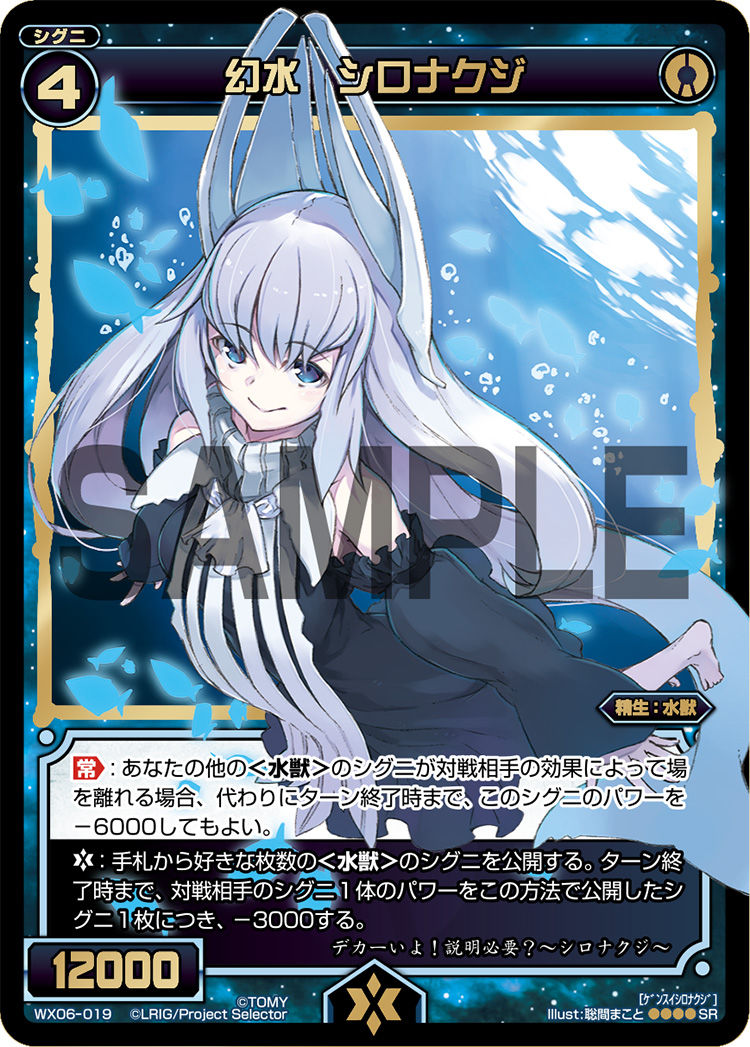 シグニ
4
幻水 シロナクジ
SAMPLE
精生:水獣
常:あなたの他の<水獣>のシグニが対戦相手の効果によって場
を離れる場合、代わりにターン終了時まで、このシグニのパワーを
－6000してもよい。
:手札から好きな枚数の<水獣>のシグニを公開する。ターン終
了時まで、対戦相手のシグニ1体のパワーをこの方法で公開したシ
グニ1枚につき、－3000する。
デカーいよ！説明必要？～シロナクジ～
12000
©TOMY
[ｹﾞﾝｽｲｼﾛﾅｸｼﾞ]
WX06-019 ©LRIG/Project Selector
Illust:聡間まこと ●●●●SR